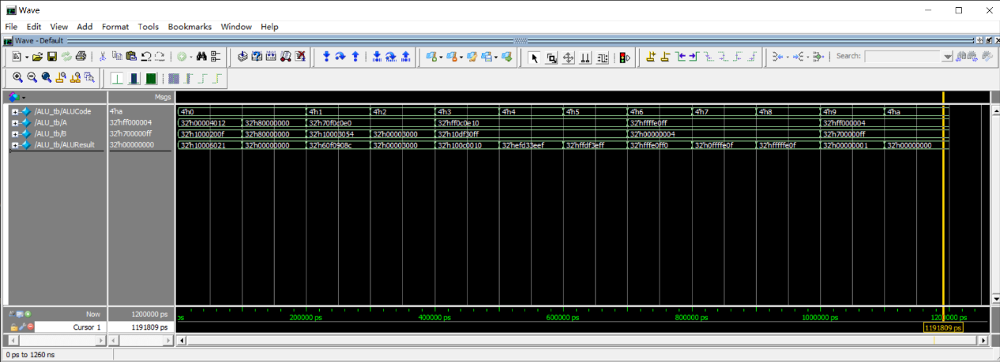 Wave
File Edit View Add Format Tools Bookmarks Window Help
Wave - Default
Search:
Msgs
/ALU_tb/ALUCode 4'ha 4'h0 4'h1 4'h2 4'h3 4'h4 4'h5 4'h6 4'h7 4'h8 4'h9 4'ha
/ALU_tb/A 32'hff000004 32'h00004012 32'h80000000 32'h70f0c0e0 32'hff0c0e10 32'hffffe0ff 32'hff000004
/ALU_tb/B 32'h700000ff 32'h1000200f 32'h80000000 32'h10003054 32'h00003000 32'h10df30ff 32'h00000004 32'h700000ff
/ALU_tb/ALUResult 32'h00000000 32'h10006021 32'h00000000 32'h60f0908c 32'h00003000 32'h100c0010 32'hefd33eef 32'hffdf3eff 32'hfffe0ff0 32'h0ffffe0f 32'hfffffe0f 32'h00000001 32'h00000000
Now 1200000 ps ps 200000 ps 400000 ps 600000 ps 800000 ps 1000000 ps 1200000 ps
Cursor 1 1191809 ps 1191809 ps
0 ps to 1260 ns